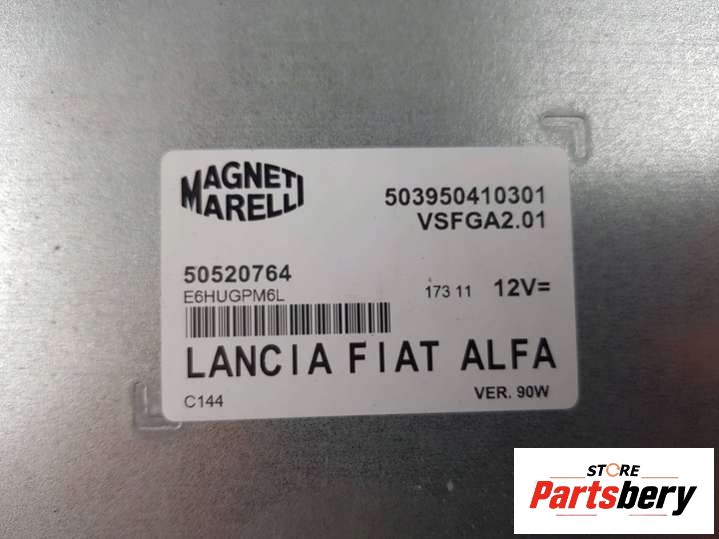 MAGNETI
MARELLI
503950410301
VSFGA2.01
50520764
E6HUGPM6L
173 11 12V=
LANCIA FIAT ALFA
C144
VER. 90W
STORE
Partsbery